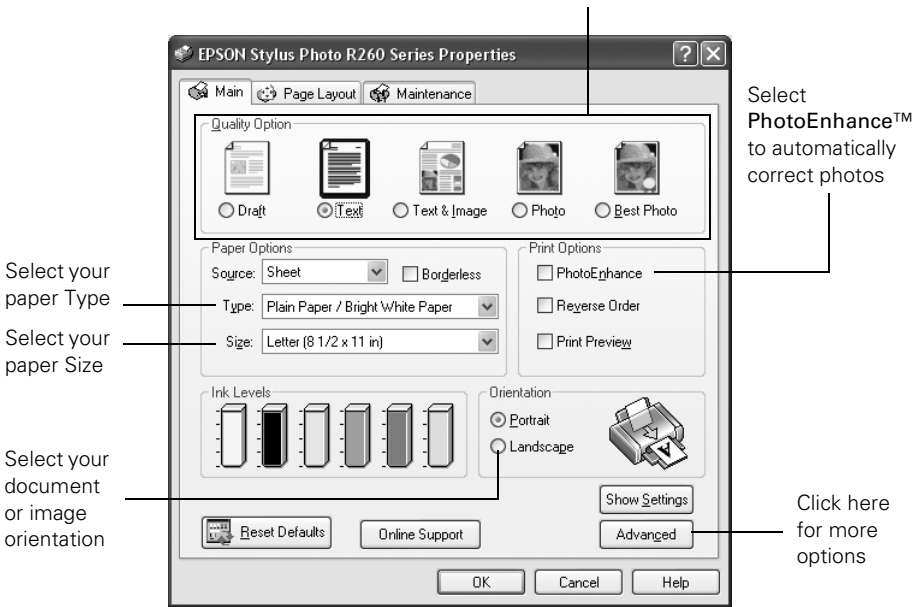 EPSON Stylus Photo R260 Series Properties
Main
Page Layout
Maintenance
Quality Option
Draft
Text
Text & Image
Photo
Best Photo
Select
PhotoEnhance™
to automatically
correct photos
Paper Options
Source: Sheet
Borderless
Type: Plain Paper / Bright White Paper
Size: Letter (8 1/2 x 11 in)
Print Options
PhotoEnhance
Reverse Order
Print Preview
Select your
paper Type
Select your
paper Size
Ink Levels
Orientation
Portrait
Landscape
A
Select your
document
or image
orientation
Show Settings
Reset Defaults
Online Support
Advanced
Click here
for more
options
OK
Cancel
Help